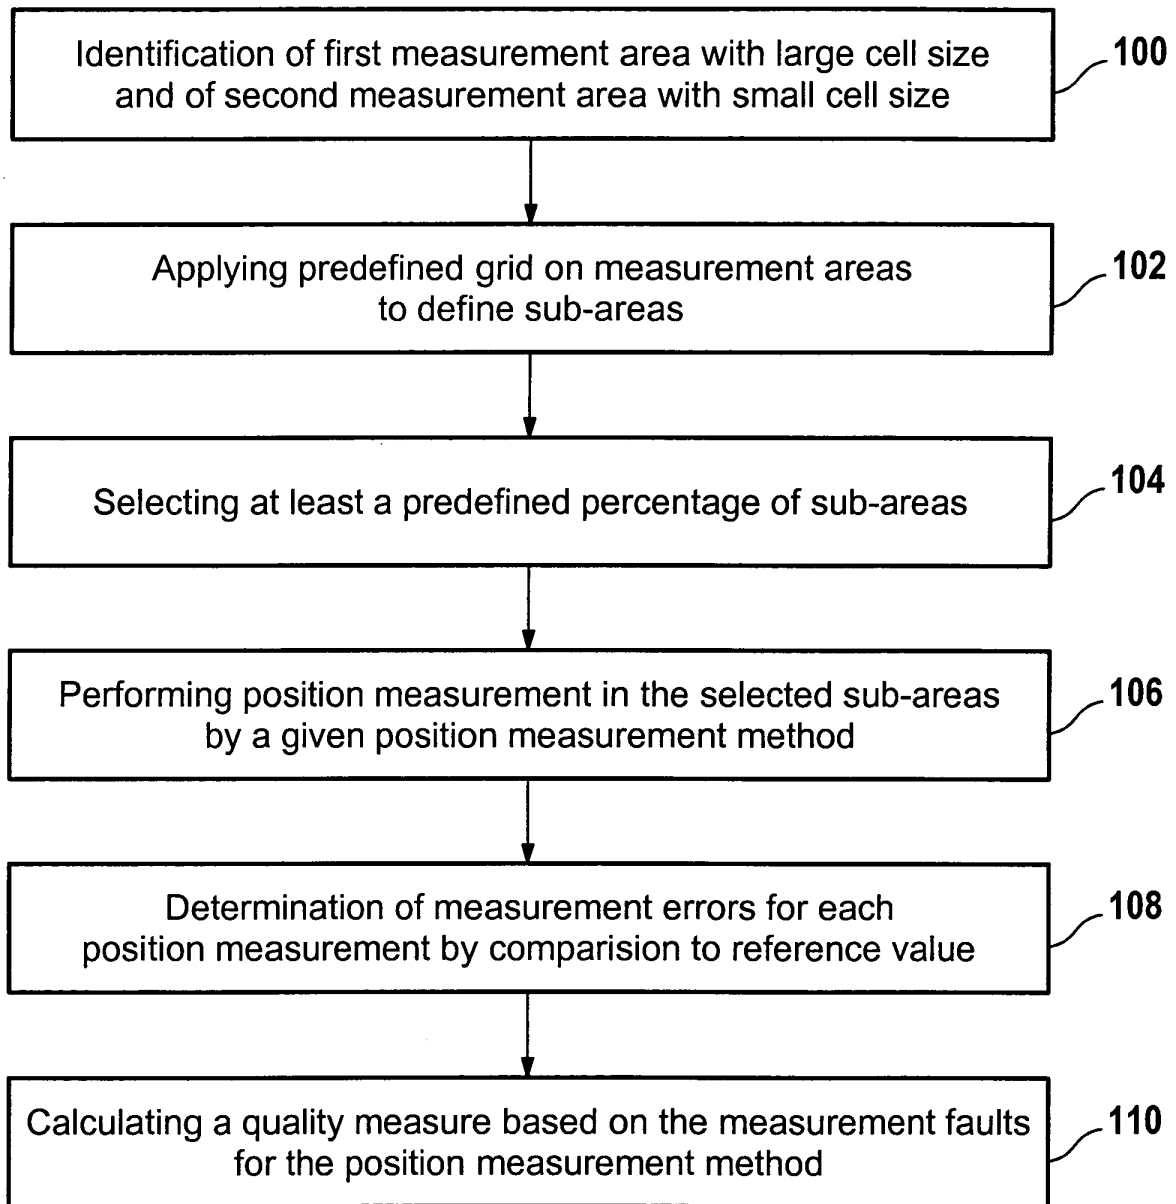 Identification of first measurement area with large cell size
and of second measurement area with small cell size
100
Applying predefined grid on measurement areas
to define sub-areas
102
Selecting at least a predefined percentage of sub-areas
104
Performing position measurement in the selected sub-areas
by a given position measurement method
106
Determination of measurement errors for each
position measurement by comparision to reference value
108
Calculating a quality measure based on the measurement faults
for the position measurement method
110